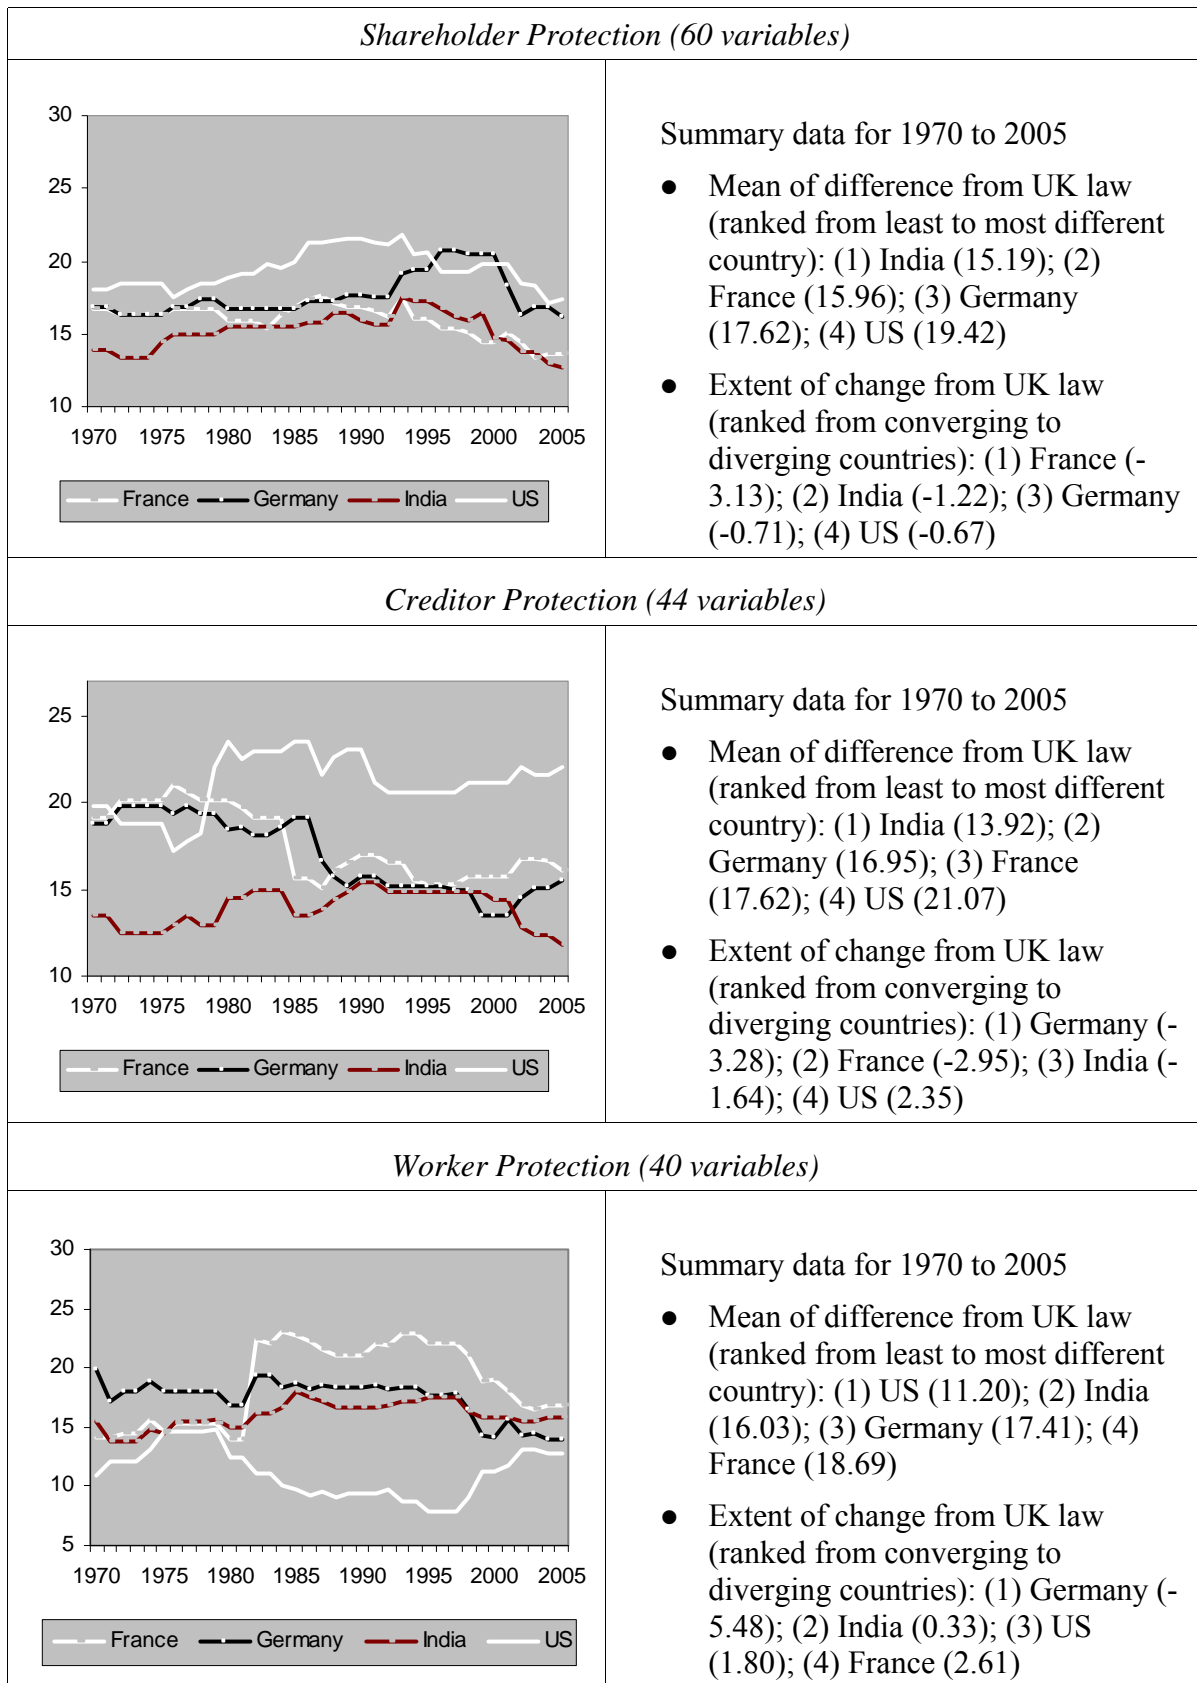 Shareholder Protection (60 variables)
30
25
20
15
10
1970 1975 1980 1985 1990 1995 2000 2005
France Germany India US
Summary data for 1970 to 2005
● Mean of difference from UK law
(ranked from least to most different
country): (1) India (15.19); (2)
France (15.96); (3) Germany
(17.62); (4) US (19.42)
● Extent of change from UK law
(ranked from converging to
diverging countries): (1) France (-
3.13); (2) India (-1.22); (3) Germany
(-0.71); (4) US (-0.67)
Creditor Protection (44 variables)
25
20
15
10
1970 1975 1980 1985 1990 1995 2000 2005
France Germany India US
Summary data for 1970 to 2005
● Mean of difference from UK law
(ranked from least to most different
country): (1) India (13.92); (2)
Germany (16.95); (3) France
(17.62); (4) US (21.07)
● Extent of change from UK law
(ranked from converging to
diverging countries): (1) Germany (-
3.28); (2) France (-2.95); (3) India (-
1.64); (4) US (2.35)
Worker Protection (40 variables)
30
25
20
15
10
5
1970 1975 1980 1985 1990 1995 2000 2005
France Germany India US
Summary data for 1970 to 2005
● Mean of difference from UK law
(ranked from least to most different
country): (1) US (11.20); (2) India
(16.03); (3) Germany (17.41); (4)
France (18.69)
● Extent of change from UK law
(ranked from converging to
diverging countries): (1) Germany (-
5.48); (2) India (0.33); (3) US
(1.80); (4) France (2.61)